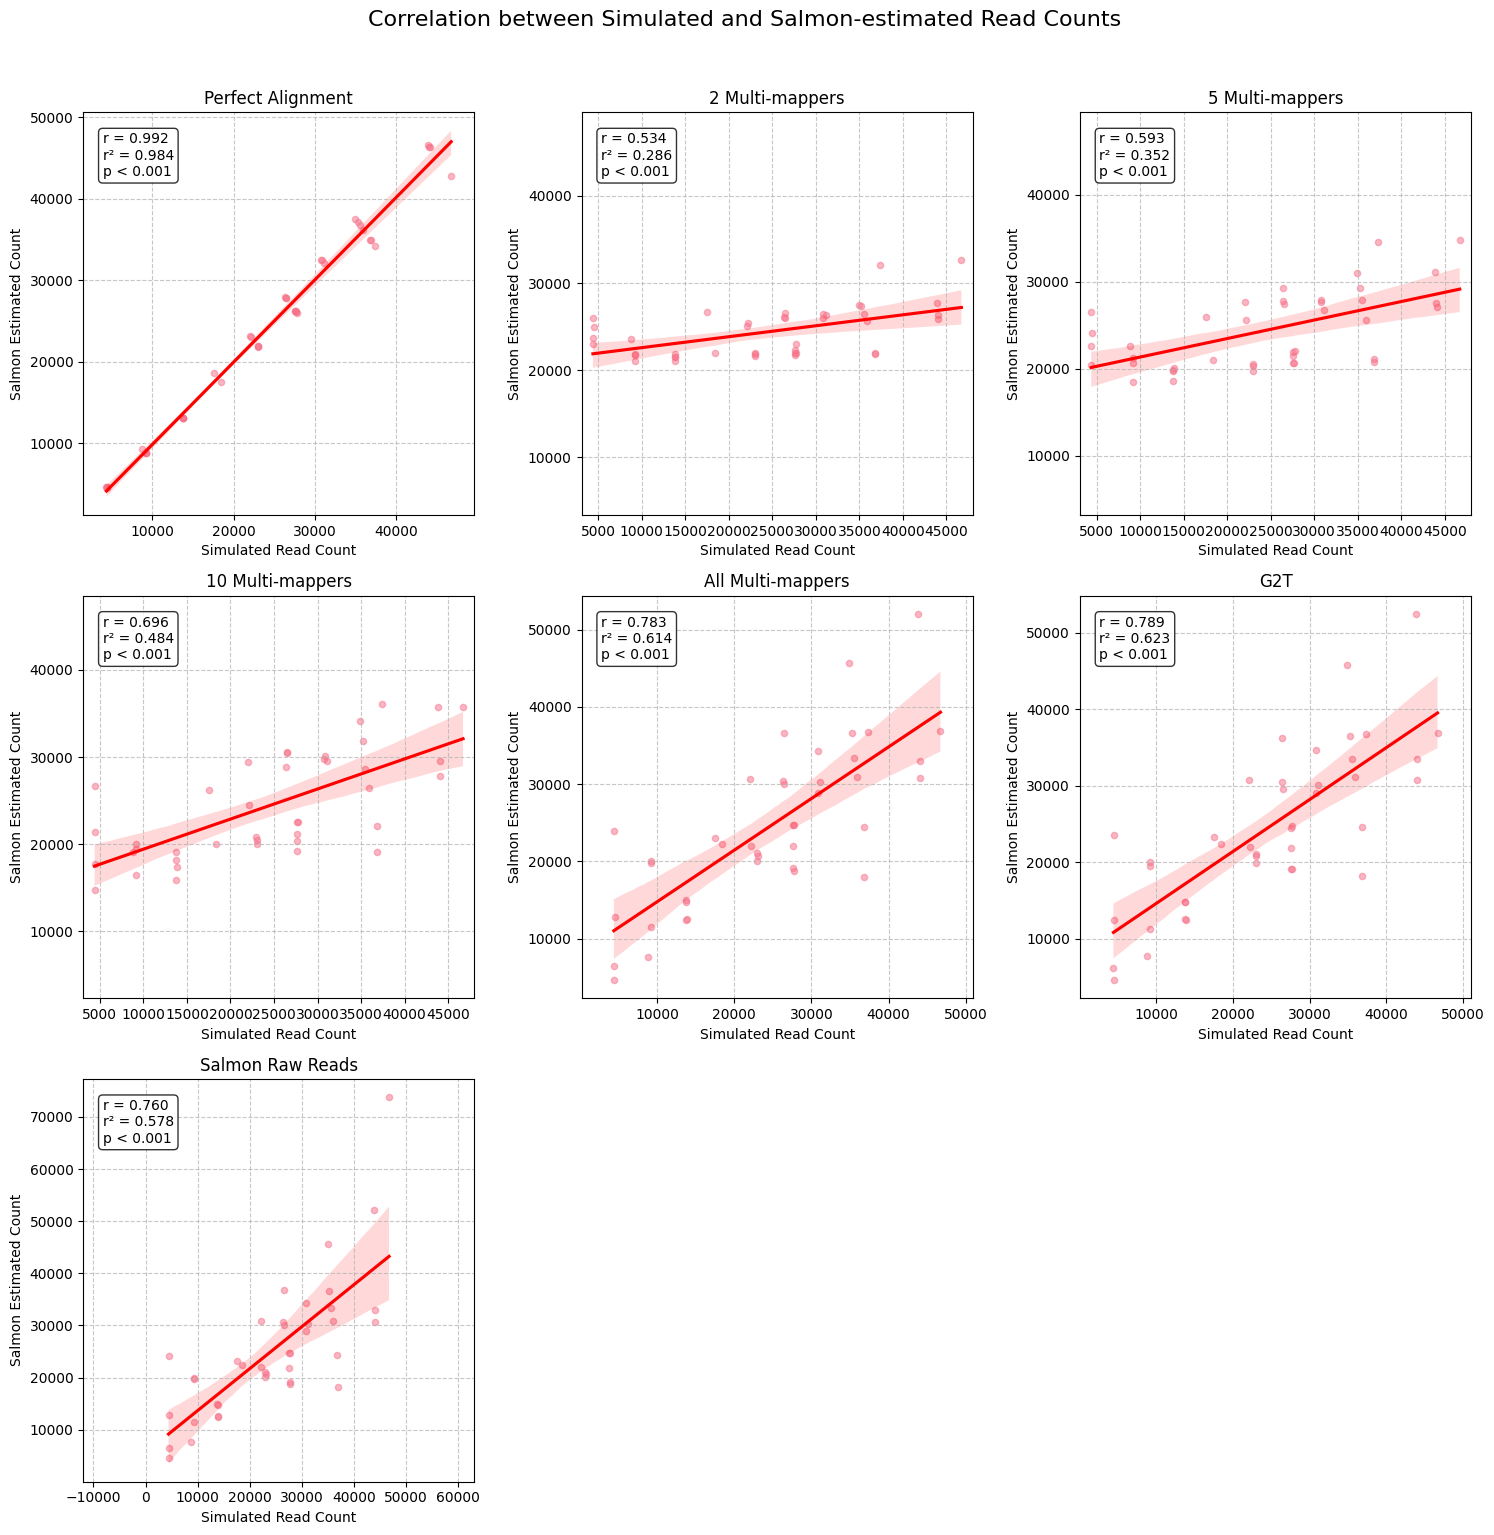 Correlation between Simulated and Salmon-estimated Read Counts
Perfect Alignment
r = 0.992
r² = 0.984
p < 0.001
50000
40000
30000
20000
10000
Salmon Estimated Count
10000 20000 30000 40000
Simulated Read Count
2 Multi-mappers
r = 0.534
r² = 0.286
p < 0.001
40000
30000
20000
10000
Salmon Estimated Count
5000 10000 15000 20000 25000 30000 35000 40000 45000
Simulated Read Count
5 Multi-mappers
r = 0.593
r² = 0.352
p < 0.001
40000
30000
20000
10000
Salmon Estimated Count
5000 10000 15000 20000 25000 30000 35000 40000 45000
Simulated Read Count
10 Multi-mappers
r = 0.696
r² = 0.484
p < 0.001
40000
30000
20000
10000
Salmon Estimated Count
5000 10000 15000 20000 25000 30000 35000 40000 45000
Simulated Read Count
All Multi-mappers
r = 0.783
r² = 0.614
p < 0.001
50000
40000
30000
20000
10000
Salmon Estimated Count
10000 20000 30000 40000 50000
Simulated Read Count
G2T
r = 0.789
r² = 0.623
p < 0.001
50000
40000
30000
20000
10000
Salmon Estimated Count
10000 20000 30000 40000 50000
Simulated Read Count
Salmon Raw Reads
r = 0.760
r² = 0.578
p < 0.001
70000
60000
50000
40000
30000
20000
10000
Salmon Estimated Count
−10000 0 10000 20000 30000 40000 50000 60000
Simulated Read Count